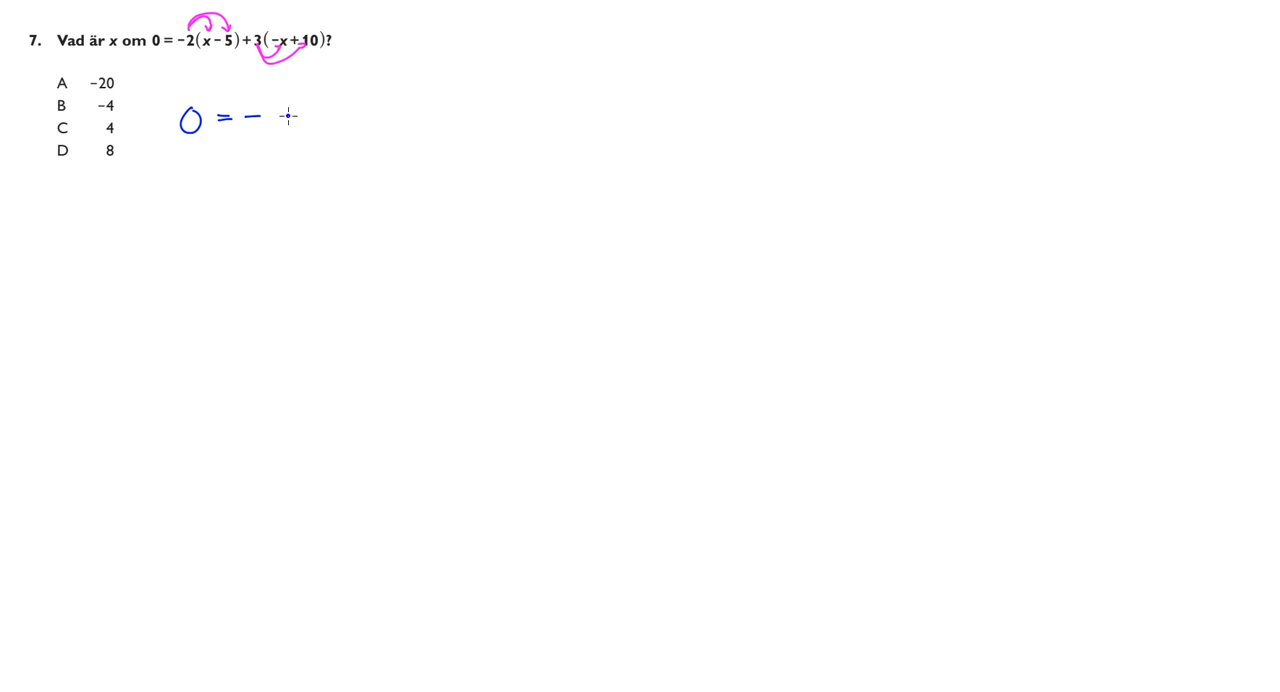 7. Vad är x om 0 = −2(x − 5) + 3(−x + 10)?
A −20
B −4
C 4
D 8
0 = −